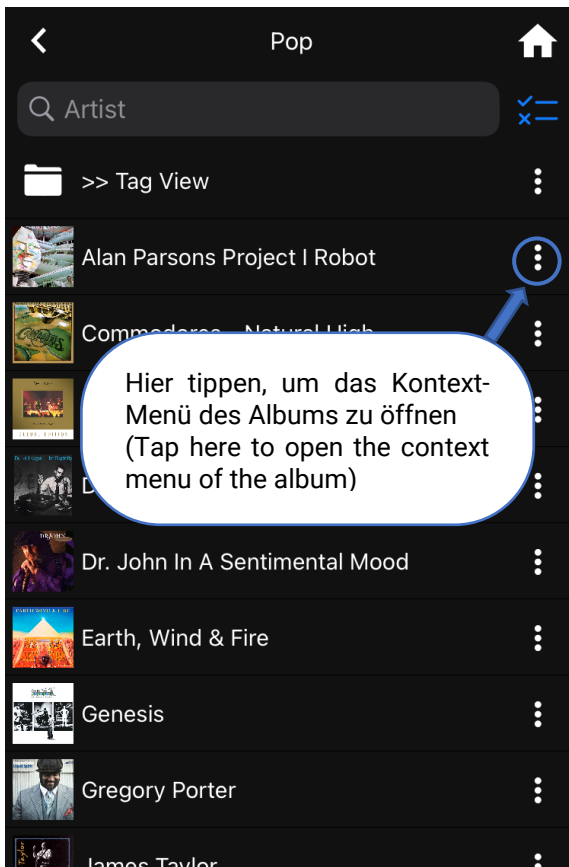 Pop
Artist
>> Tag View
Alan Parsons Project I Robot
Commodores - Natural High
Hier tippen, um das Kontext-
Menü des Albums zu öffnen
(Tap here to open the context
menu of the album)
D
Dr. John In A Sentimental Mood
Earth, Wind & Fire
Genesis
Gregory Porter
James Taylor